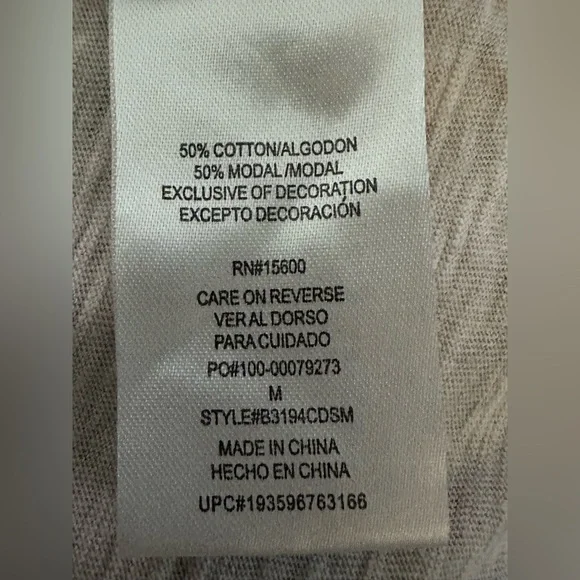 50% COTTON/ALGODON
50% MODAL/MODAL
EXCLUSIVE OF DECORATION
EXCEPTO DECORACIÓN
RN#15600
CARE ON REVERSE
VER AL DORSO
PARA CUIDADO
PO#100-00079273
M
STYLE#B3194CDSM
MADE IN CHINA
HECHO EN CHINA
UPC#193596763166